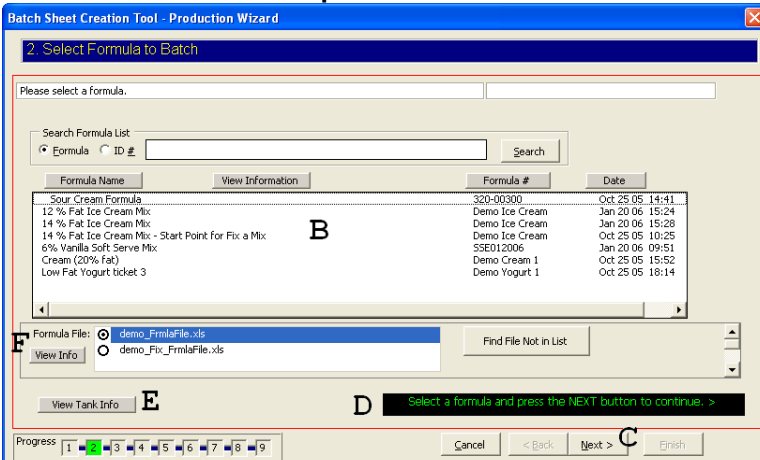 Batch Sheet Creation Tool - Production Wizard
2. Select Formula to Batch
Please select a formula.
Search Formula List
Formula ID # Search
Formula Name View Information Formula # Date
Sour Cream Formula 320-00300 Oct 25 05 14:41
12 % Fat Ice Cream Mix Demo Ice Cream Jan 20 06 15:24
14 % Fat Ice Cream Mix Demo Ice Cream Jan 20 06 15:28
14 % Fat Ice Cream Mix - Start Point for Fix a Mix Demo Ice Cream Oct 25 05 10:25
6% Vanilla Soft Serve Mix SSE012006 Jan 20 06 09:51
Cream (20% fat) Demo Cream 1 Oct 25 05 15:52
Low Fat Yogurt ticket 3 Demo Yogurt 1 Oct 25 05 18:14
B
Formula File: demo_FrmlaFile.xls Find File Not in List
F View Info demo_Fix_FrmlaFile.xls
View Tank Info E D Select a formula and press the NEXT button to continue. >
Progress 1 2 3 4 5 6 7 8 9 Cancel < Back Next > C Finish